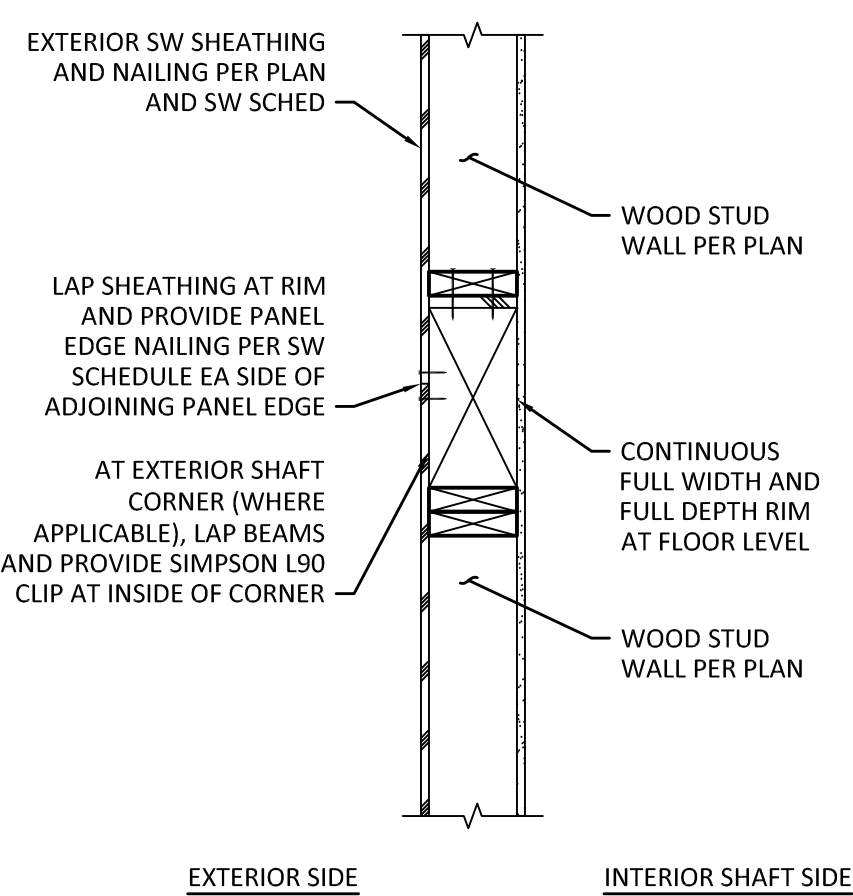 EXTERIOR SW SHEATHING
AND NAILING PER PLAN
AND SW SCHED
WOOD STUD
WALL PER PLAN
LAP SHEATHING AT RIM
AND PROVIDE PANEL
EDGE NAILING PER SW
SCHEDULE EA SIDE OF
ADJOINING PANEL EDGE
CONTINUOUS
FULL WIDTH AND
FULL DEPTH RIM
AT FLOOR LEVEL
AT EXTERIOR SHAFT
CORNER (WHERE
APPLICABLE), LAP BEAMS
AND PROVIDE SIMPSON L90
CLIP AT INSIDE OF CORNER
WOOD STUD
WALL PER PLAN
EXTERIOR SIDE
INTERIOR SHAFT SIDE